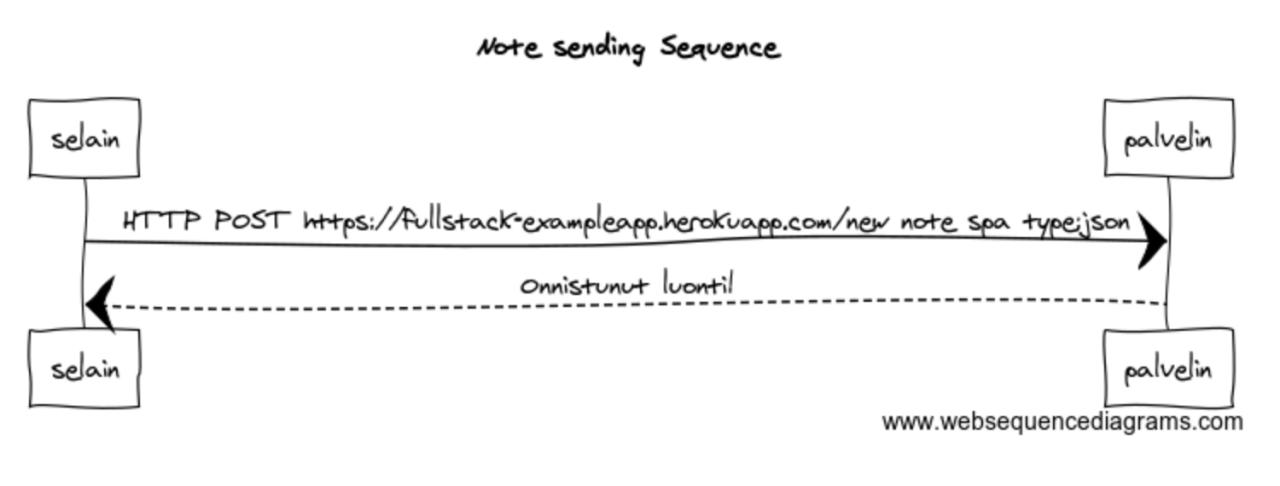 Note sending Sequence
selain
palvelin
HTTP POST https://fullstack-exampleapp.herokuapp.com/new note spa type:json
Onnistunut luonti!
selain
palvelin
www.websequencediagrams.com